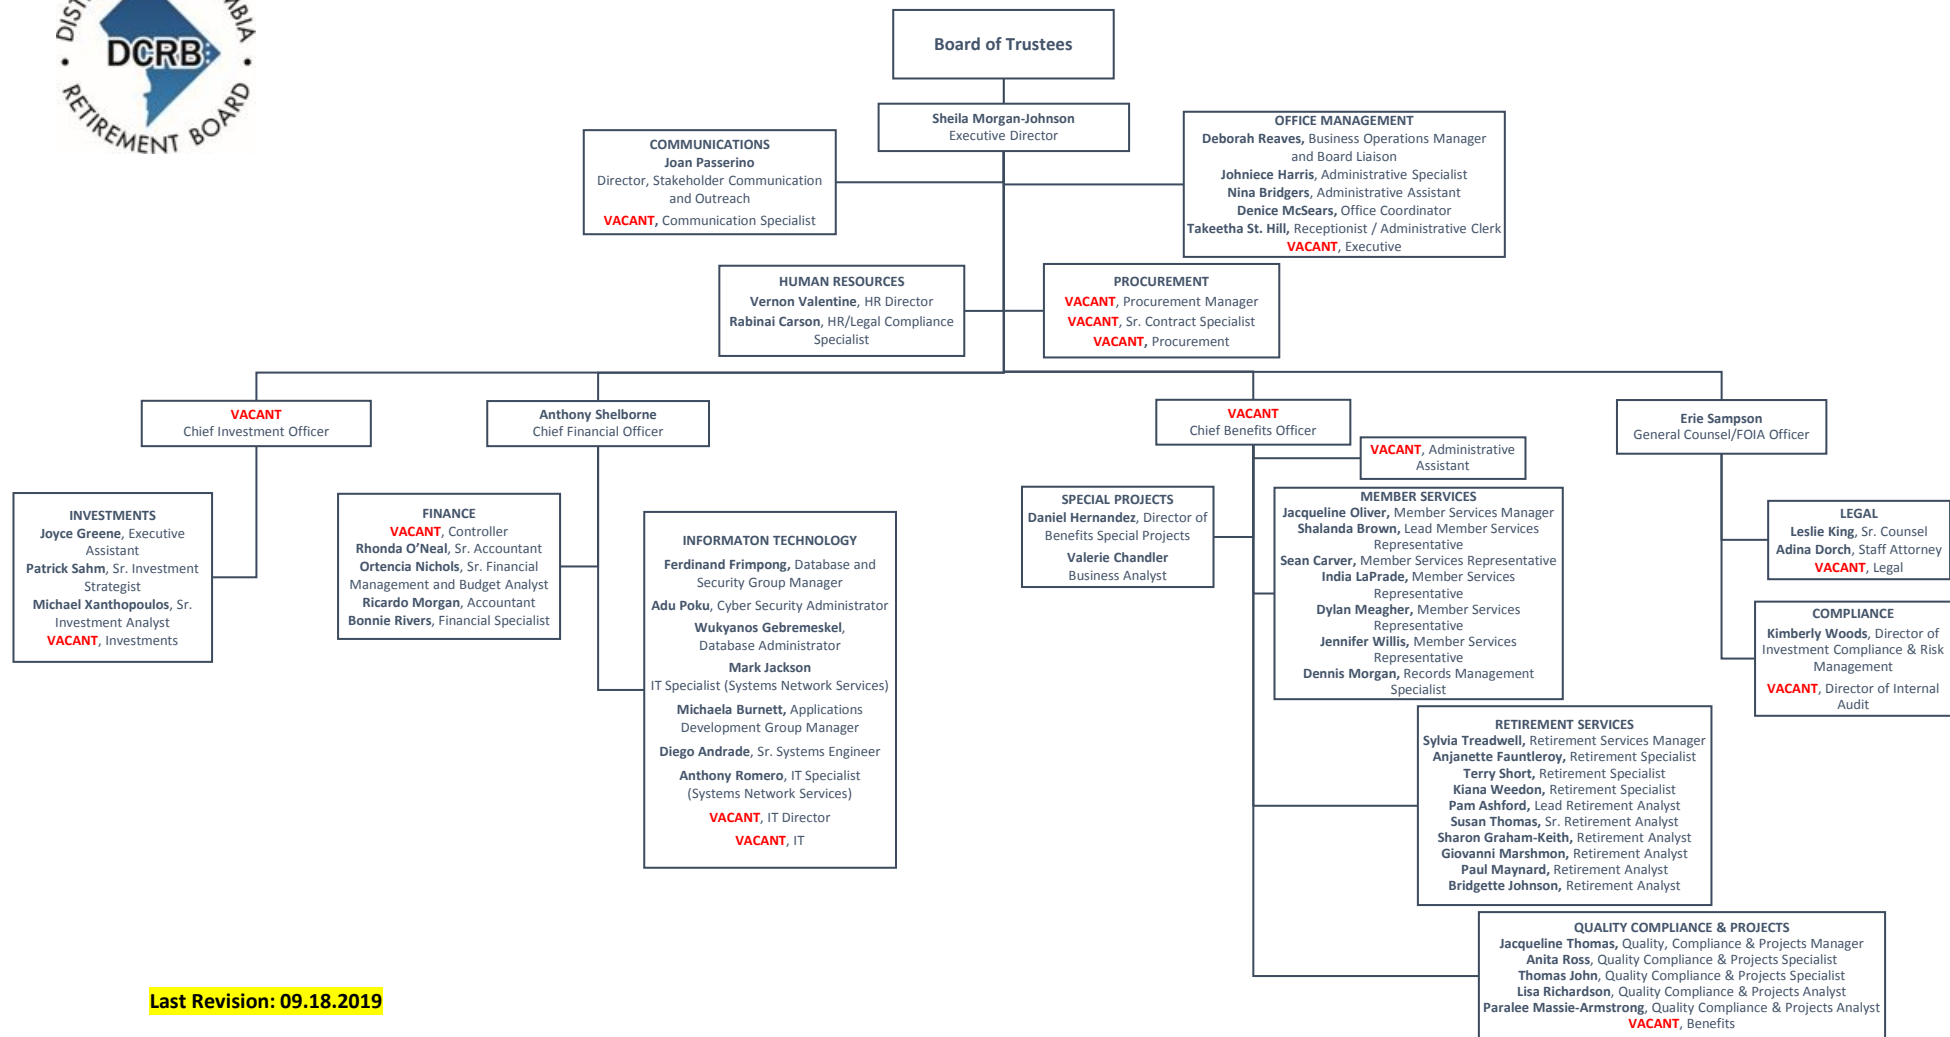 DCRB
RETIREMENT BOARD
Board of Trustees
Sheila Morgan-Johnson
Executive Director
COMMUNICATIONS
Joan Passerino
Director, Stakeholder Communication
and Outreach
VACANT, Communication Specialist
OFFICE MANAGEMENT
Deborah Reaves, Business Operations Manager
and Board Liaison
Johniece Harris, Administrative Specialist
Nina Bridgers, Administrative Assistant
Denice McSears, Office Coordinator
Takeetha St. Hill, Receptionist / Administrative Clerk
VACANT, Executive
HUMAN RESOURCES
Vernon Valentine, HR Director
Rabinai Carson, HR/Legal Compliance
Specialist
PROCUREMENT
VACANT, Procurement Manager
VACANT, Sr. Contract Specialist
VACANT, Procurement
VACANT
Chief Investment Officer
Anthony Shelborne
Chief Financial Officer
VACANT
Chief Benefits Officer
Erie Sampson
General Counsel/FOIA Officer
VACANT, Administrative
Assistant
INVESTMENTS
Joyce Greene, Executive
Assistant
Patrick Sahm, Sr. Investment
Strategist
Michael Xanthopoulos, Sr.
Investment Analyst
VACANT, Investments
FINANCE
VACANT, Controller
Rhonda O’Neal, Sr. Accountant
Ortencia Nichols, Sr. Financial
Management and Budget Analyst
Ricardo Morgan, Accountant
Bonnie Rivers, Financial Specialist
INFORMATON TECHNOLOGY
Ferdinand Frimpong, Database and
Security Group Manager
Adu Poku, Cyber Security Administrator
Wukyanos Gebremeskel,
Database Administrator
Mark Jackson
IT Specialist (Systems Network Services)
Michaela Burnett, Applications
Development Group Manager
Diego Andrade, Sr. Systems Engineer
Anthony Romero, IT Specialist
(Systems Network Services)
VACANT, IT Director
VACANT, IT
SPECIAL PROJECTS
Daniel Hernandez, Director of
Benefits Special Projects
Valerie Chandler
Business Analyst
MEMBER SERVICES
Jacqueline Oliver, Member Services Manager
Shalanda Brown, Lead Member Services
Representative
Sean Carver, Member Services Representative
India LaPrade, Member Services
Representative
Dylan Meagher, Member Services
Representative
Jennifer Willis, Member Services
Representative
Dennis Morgan, Records Management
Specialist
LEGAL
Leslie King, Sr. Counsel
Adina Dorch, Staff Attorney
VACANT, Legal
COMPLIANCE
Kimberly Woods, Director of
Investment Compliance & Risk
Management
VACANT, Director of Internal
Audit
RETIREMENT SERVICES
Sylvia Treadwell, Retirement Services Manager
Anjanette Fauntleroy, Retirement Specialist
Terry Short, Retirement Specialist
Kiana Weedon, Retirement Specialist
Pam Ashford, Lead Retirement Analyst
Susan Thomas, Sr. Retirement Analyst
Sharon Graham-Keith, Retirement Analyst
Giovanni Marshmon, Retirement Analyst
Paul Maynard, Retirement Analyst
Bridgette Johnson, Retirement Analyst
QUALITY COMPLIANCE & PROJECTS
Jacqueline Thomas, Quality, Compliance & Projects Manager
Anita Ross, Quality Compliance & Projects Specialist
Thomas John, Quality Compliance & Projects Specialist
Lisa Richardson, Quality Compliance & Projects Analyst
Paralee Massie-Armstrong, Quality Compliance & Projects Analyst
VACANT, Benefits
Last Revision: 09.18.2019